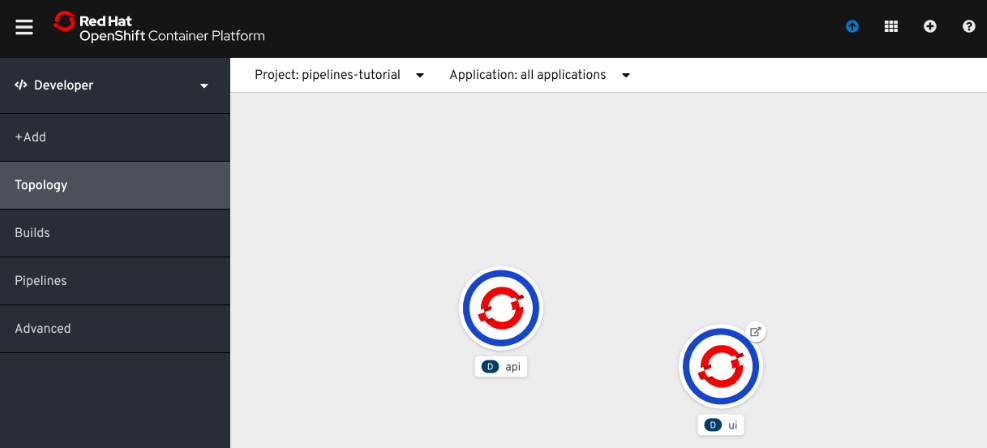 Red Hat
OpenShift Container Platform
Developer
Project: pipelines-tutorial
Application: all applications
+Add
Topology
Builds
Pipelines
Advanced
D api
D ui